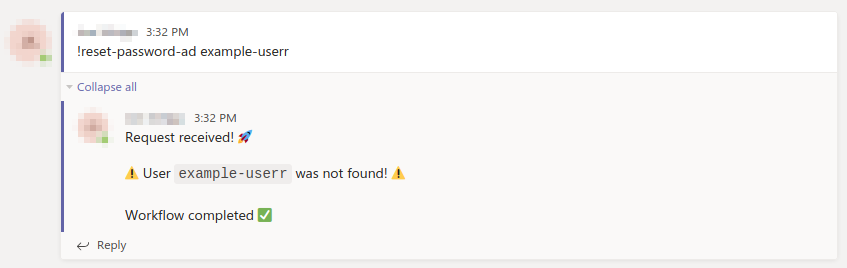 3:32 PM
!reset-password-ad example-userr
Collapse all
3:32 PM
Request received! 🚀
⚠️ User example-userr was not found! ⚠️
Workflow completed ✅
Reply